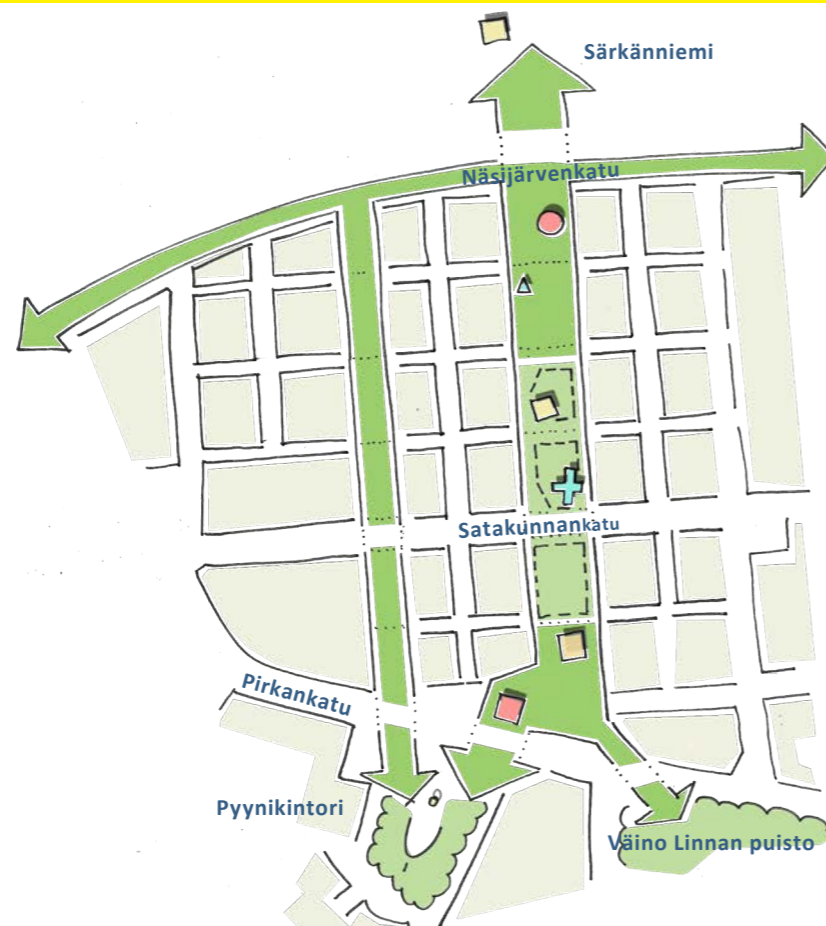 Särkänniemi
Näsijärvenkatu
Satakunnankatu
Pirkankatu
Pyynikintori
Väino Linnan puisto